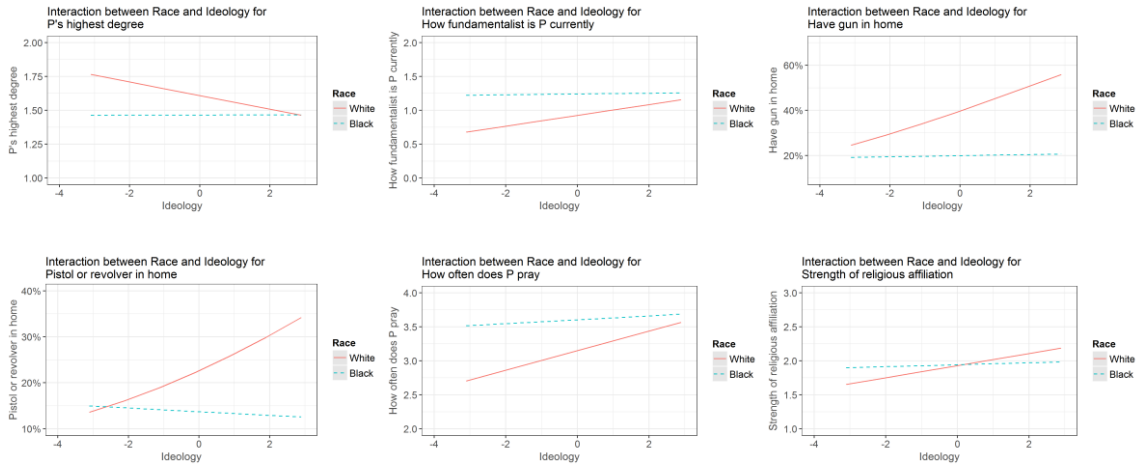 Interaction between Race and Ideology for
P's highest degree
2.00
1.75
1.50
1.25
1.00
P's highest degree
-4
-2
0
2
Ideology
Race
White
Black
Interaction between Race and Ideology for
How fundamentalist is P currently
2.0
1.5
1.0
0.5
0.0
How fundamentalist is P currently
-4
-2
0
2
Ideology
Race
White
Black
Interaction between Race and Ideology for
Have gun in home
60%
40%
20%
Have gun in home
-4
-2
0
2
Ideology
Race
White
Black
Interaction between Race and Ideology for
Pistol or revolver in home
40%
30%
20%
10%
Pistol or revolver in home
-4
-2
0
2
Ideology
Race
White
Black
Interaction between Race and Ideology for
How often does P pray
4.0
3.5
3.0
2.5
2.0
How often does P pray
-4
-2
0
2
Ideology
Race
White
Black
Interaction between Race and Ideology for
Strength of religious affiliation
3.0
2.5
2.0
1.5
1.0
Strength of religious affiliation
-4
-2
0
2
Ideology
Race
White
Black